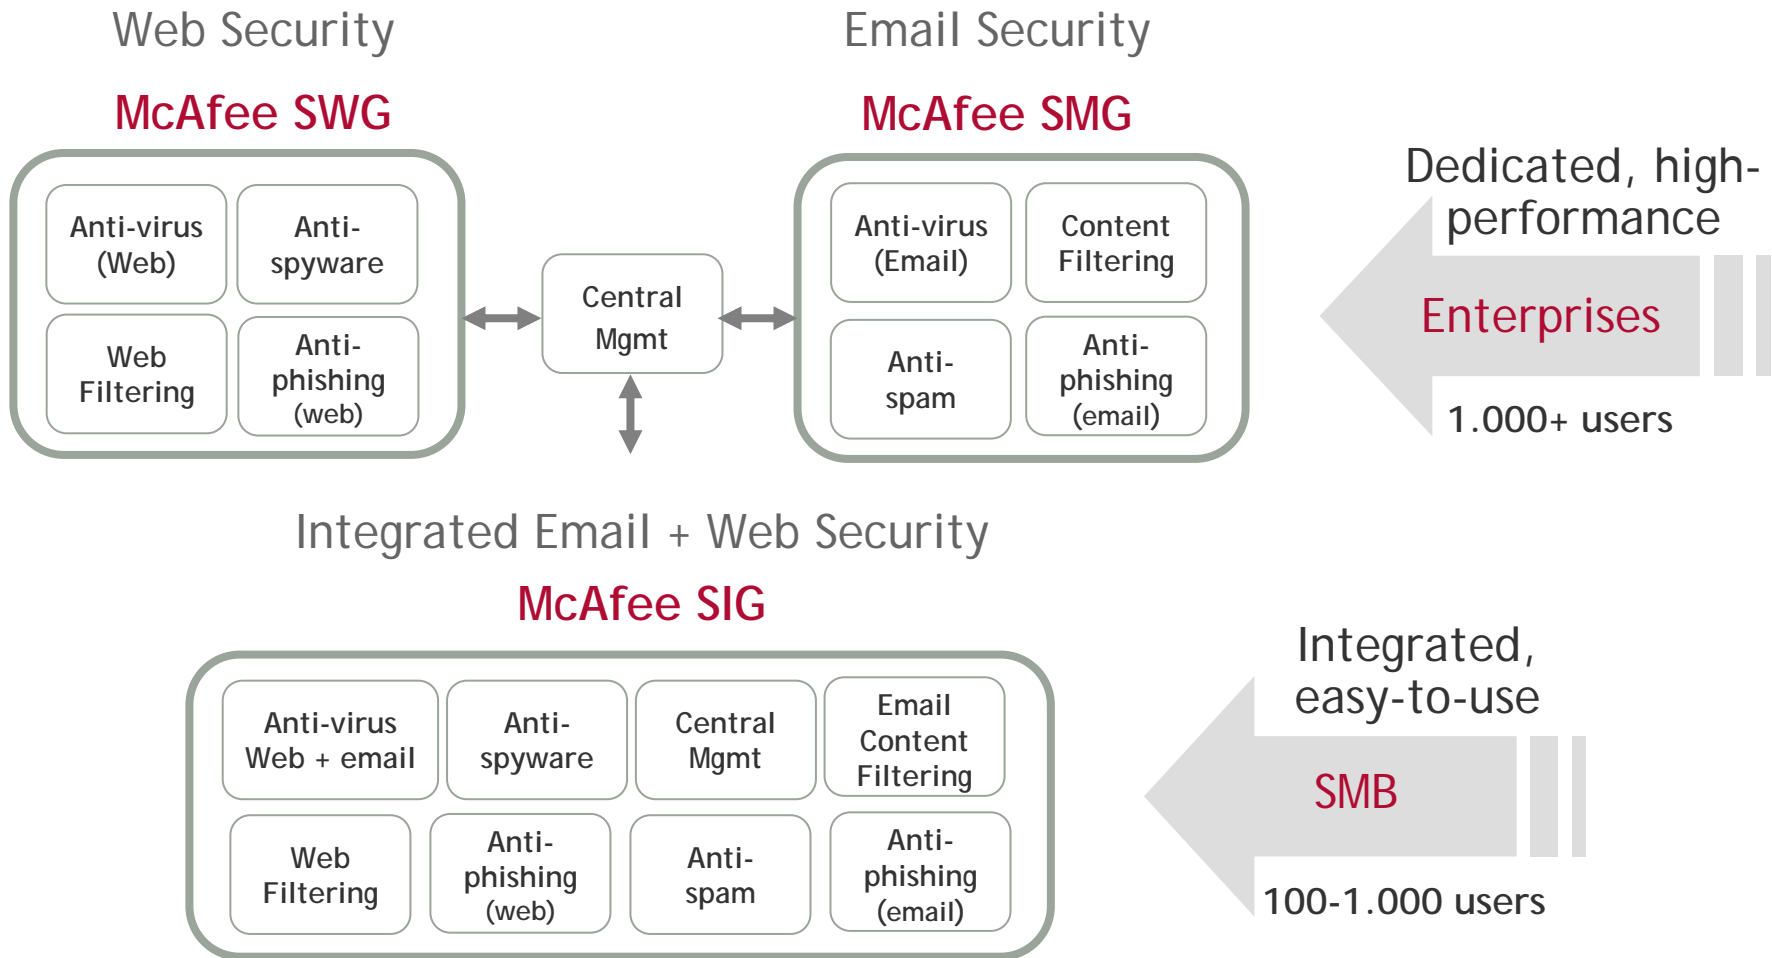 Web Security
McAfee SWG
Anti-virus
(Web)
Anti-
spyware
Web
Filtering
Anti-
phishing
(web)
Central
Mgmt
Email Security
McAfee SMG
Anti-virus
(Email)
Content
Filtering
Anti-
spam
Anti-
phishing
(email)
Dedicated, high-
performance
Enterprises
1.000+ users
Integrated Email + Web Security
McAfee SIG
Anti-virus
Web + email
Anti-
spyware
Central
Mgmt
Email
Content
Filtering
Web
Filtering
Anti-
phishing
(web)
Anti-
spam
Anti-
phishing
(email)
Integrated,
easy-to-use
SMB
100-1.000 users